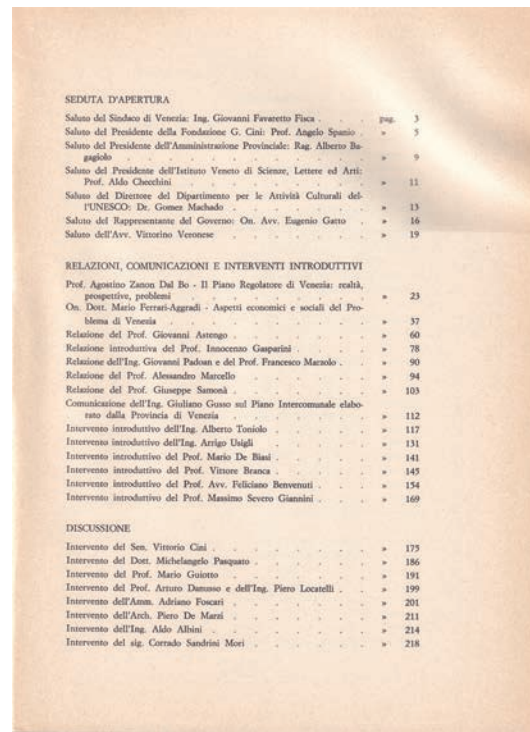 SEDUTA D'APERTURA
Saluto del Sindaco di Venezia: Ing. Giovanni Favaretto Fisca . . . pag. 3
Saluto del Presidente della Fondazione G. Cini: Prof. Angelo Spanio . » 5
Saluto del Presidente dell'Amministrazione Provinciale: Rag. Alberto Ba-
gagiolo . . . . . . . . . . . » 9
Saluto del Presidente dell'Istituto Veneto di Scienze, Lettere ed Arti:
Prof. Aldo Checchini . . . . . . . . . » 11
Saluto del Direttore del Dipartimento per le Attività Culturali del-
l'UNESCO: Dr. Gomez Machado . . . . . . » 13
Saluto del Rappresentante del Governo: On. Avv. Eugenio Gatto . . » 16
Saluto dell'Avv. Vittorino Veronese . . . . . . . » 19
RELAZIONI, COMUNICAZIONI E INTERVENTI INTRODUTTIVI
Prof. Agostino Zanon Dal Bo - Il Piano Regolatore di Venezia: realtà,
prospettive, problemi . . . . . . . . » 23
On. Dott. Mario Ferrari-Aggradi - Aspetti economici e sociali del Pro-
blema di Venezia . . . . . . . . . » 37
Relazione del Prof. Giovanni Astengo . . . . . . » 60
Relazione introduttiva del Prof. Innocenzo Gasparini . . . . » 78
Relazione dell'Ing. Giovanni Padoan e del Prof. Francesco Marzolo . . » 90
Relazione del Prof. Alessandro Marcello . . . . . . » 94
Relazione del Prof. Giuseppe Samonà . . . . . . » 103
Comunicazione dell'Ing. Giuliano Gusso sul Piano Intercomunale elabo-
rato dalla Provincia di Venezia . . . . . . » 112
Intervento introduttivo dell'Ing. Alberto Toniolo . . . . » 117
Intervento introduttivo dell'Ing. Arrigo Usigli . . . . » 131
Intervento introduttivo del Prof. Mario De Biasi . . . . » 141
Intervento introduttivo del Prof. Vittore Branca . . . . » 145
Intervento introduttivo del Prof. Avv. Feliciano Benvenuti . . . » 154
Intervento introduttivo del Prof. Massimo Severo Giannini . . . » 169
DISCUSSIONE
Intervento del Sen. Vittorio Cini . . . . . . . » 175
Intervento del Dott. Michelangelo Pasquato . . . . . » 186
Intervento del Prof. Mario Guiotto . . . . . . » 191
Intervento del Prof. Arturo Danusso e dell'Ing. Piero Locatelli . . » 199
Intervento dell'Amm. Adriano Foscari . . . . . . » 201
Intervento dell'Arch. Piero De Marzi . . . . . . » 211
Intervento dell'Ing. Aldo Albini . . . . . . . » 214
Intervento del sig. Corrado Sandrini Mori . . . . . » 218